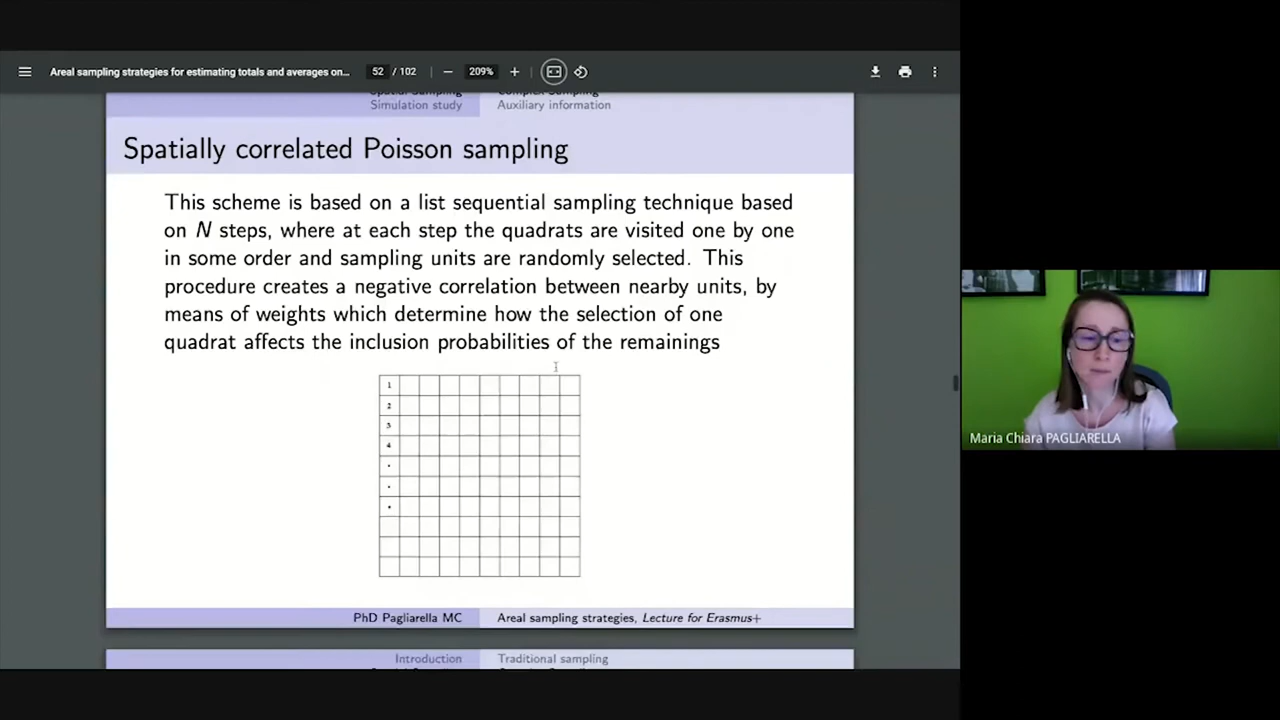 Areal sampling strategies for estimating totals and averages on...
52 / 102
209%
Spatial Sampling Complex Sampling
Simulation study Auxiliary information
Spatially correlated Poisson sampling
This scheme is based on a list sequential sampling technique based
on N steps, where at each step the quadrats are visited one by one
in some order and sampling units are randomly selected. This
procedure creates a negative correlation between nearby units, by
means of weights which determine how the selection of one
quadrat affects the inclusion probabilities of the remainings
1
2
3
4
PhD Pagliarella MC Areal sampling strategies, Lecture for Erasmus+
Introduction Traditional sampling
Maria Chiara PAGLIARELLA